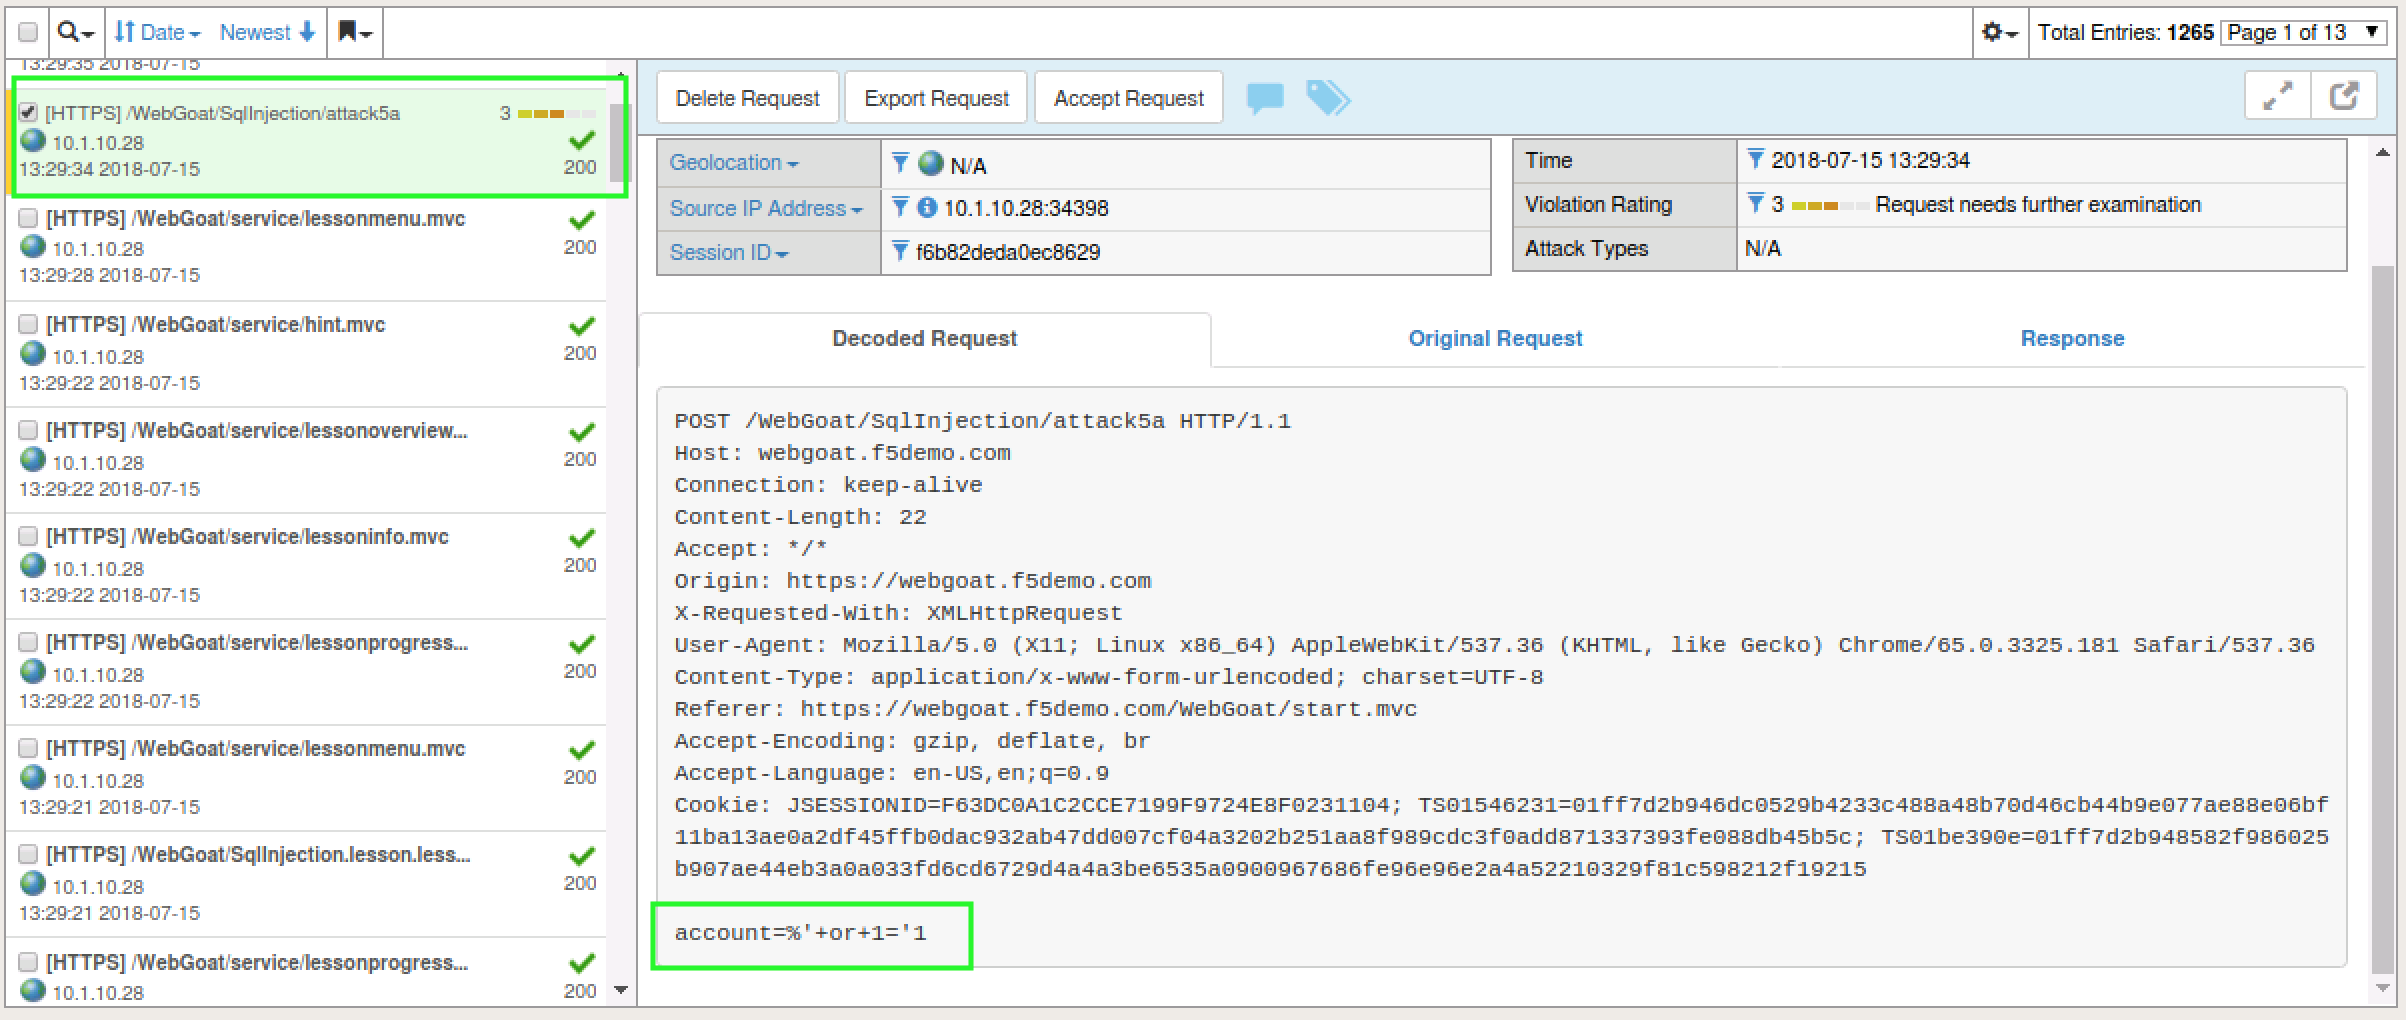 Date Newest
Total Entries: 1265 Page 1 of 13
13:29:35 2018-07-15
[HTTPS] /WebGoat/SqlInjection/attack5a 3
10.1.10.28
13:29:34 2018-07-15 200
[HTTPS] /WebGoat/service/lessonmenu.mvc
10.1.10.28 200
13:29:28 2018-07-15
[HTTPS] /WebGoat/service/hint.mvc
10.1.10.28 200
13:29:22 2018-07-15
[HTTPS] /WebGoat/service/lessonoverview...
10.1.10.28 200
13:29:22 2018-07-15
[HTTPS] /WebGoat/service/lessoninfo.mvc
10.1.10.28 200
13:29:22 2018-07-15
[HTTPS] /WebGoat/service/lessonprogress...
10.1.10.28 200
13:29:22 2018-07-15
[HTTPS] /WebGoat/service/lessonmenu.mvc
10.1.10.28 200
13:29:21 2018-07-15
[HTTPS] /WebGoat/SqlInjection.lesson.less...
10.1.10.28 200
13:29:21 2018-07-15
[HTTPS] /WebGoat/service/lessonprogress...
10.1.10.28 200
Delete Request Export Request Accept Request
Geolocation N/A
Source IP Address 10.1.10.28:34398
Session ID f6b82deda0ec8629
Time 2018-07-15 13:29:34
Violation Rating 3 Request needs further examination
Attack Types N/A
Decoded Request Original Request Response
POST /WebGoat/SqlInjection/attack5a HTTP/1.1
Host: webgoat.f5demo.com
Connection: keep-alive
Content-Length: 22
Accept: */*
Origin: https://webgoat.f5demo.com
X-Requested-With: XMLHttpRequest
User-Agent: Mozilla/5.0 (X11; Linux x86_64) AppleWebKit/537.36 (KHTML, like Gecko) Chrome/65.0.3325.181 Safari/537.36
Content-Type: application/x-www-form-urlencoded; charset=UTF-8
Referer: https://webgoat.f5demo.com/WebGoat/start.mvc
Accept-Encoding: gzip, deflate, br
Accept-Language: en-US,en;q=0.9
Cookie: JSESSIONID=F63DC0A1C2CCE7199F9724E8F0231104; TS01546231=01ff7d2b946dc0529b4233c488a48b70d46cb44b9e077ae88e06bf
11ba13ae0a2df45ffb0dac932ab47dd007cf04a3202b251aa8f989cdc3f0add871337393fe088db45b5c; TS01be390e=01ff7d2b948582f986025
b907ae44eb3a0a033fd6cd6729d4a4a3be6535a0900967686fe96e96e2a4a52210329f81c598212f19215
account=%'+or+1='1